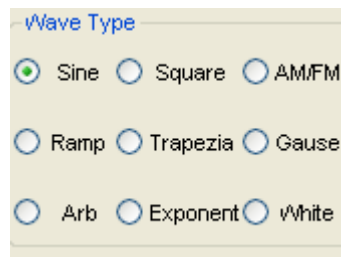 Wave Type
Sine Square AM/FM
Ramp Trapezia Gause
Arb Exponent White